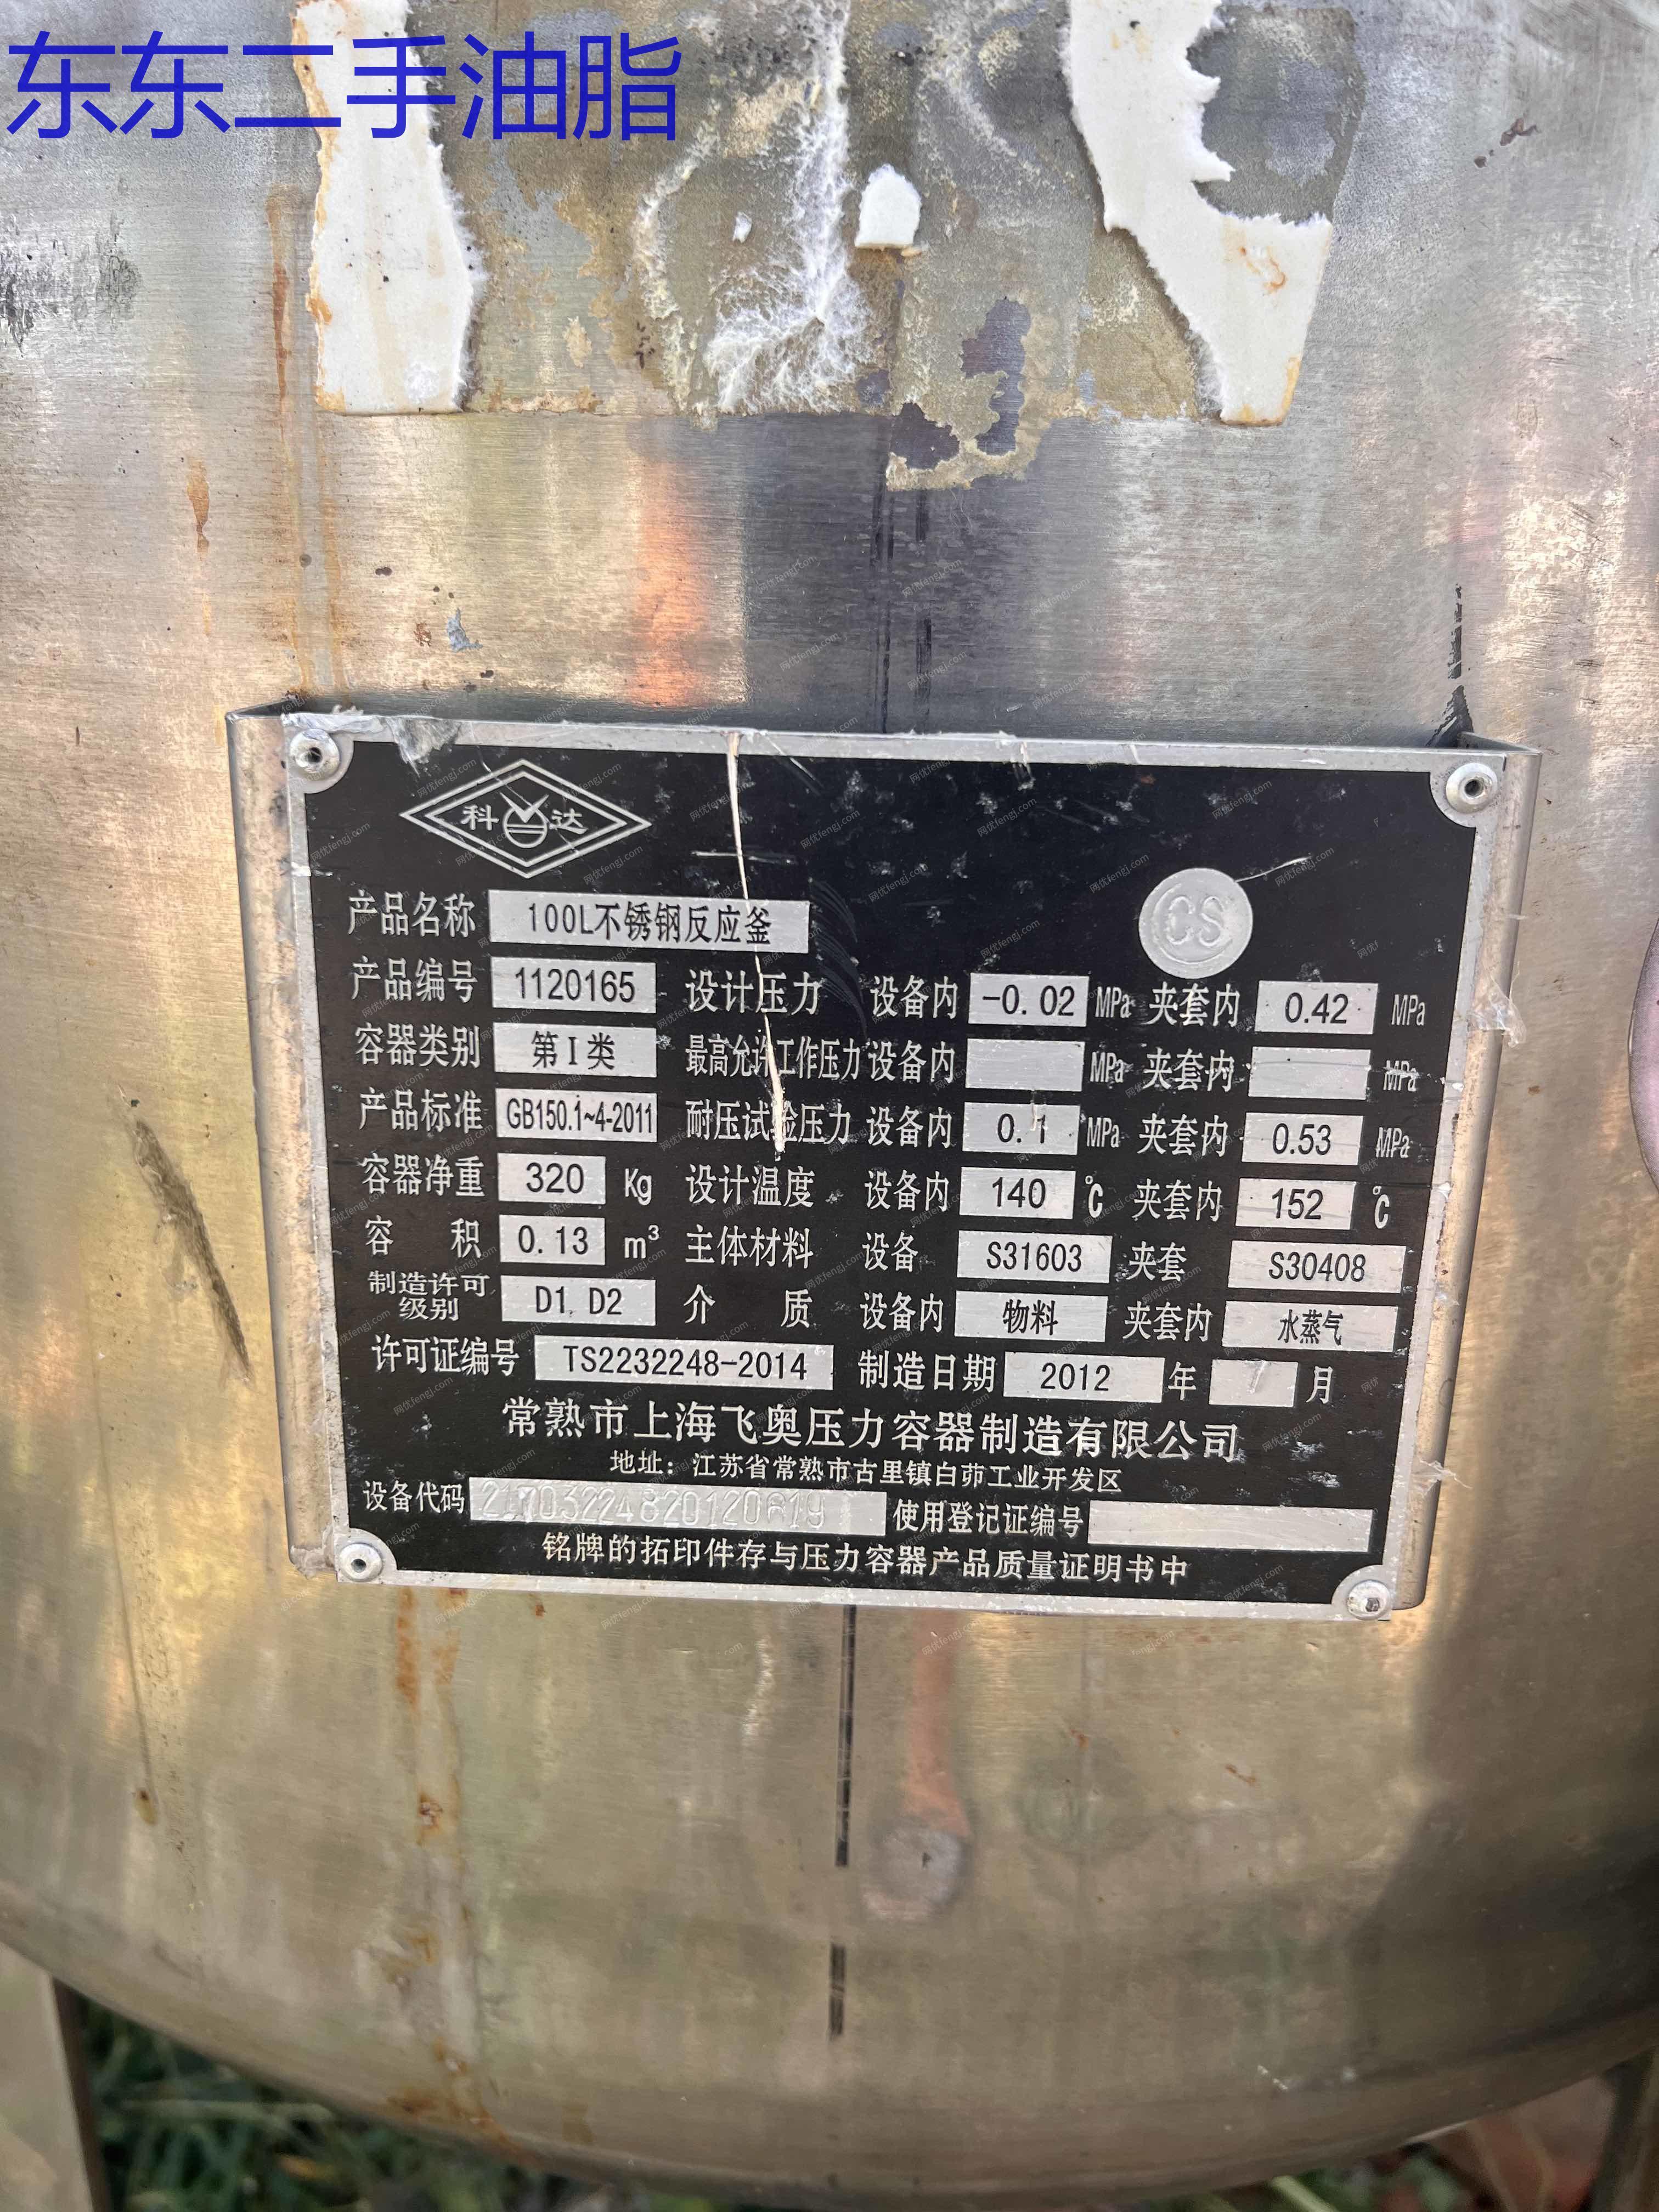 东东二手油脂
科达
CS
产品名称 100L不锈钢反应釜
产品编号 1120165 设计压力 设备内 -0.02 MPa 夹套内 0.42 MPa
容器类别 第I类 最高允许工作压力 设备内 MPa 夹套内 MPa
产品标准 GB150.1~4-2011 耐压试验压力 设备内 0.1 MPa 夹套内 0.53 MPa
容器净重 320 Kg 设计温度 设备内 140 ℃ 夹套内 152 ℃
容积 0.13 m³ 主体材料 设备 S31603 夹套 S30408
制造许可级别 D1, D2 介质 设备内 物料 夹套内 水蒸气
许可证编号 TS2232248-2014 制造日期 2012 年 7 月
常熟市上海飞奥压力容器制造有限公司
地址：江苏省常熟市古里镇白茆工业开发区
设备代码 使用登记证编号
铭牌的拓印件存与压力容器产品质量证明书中